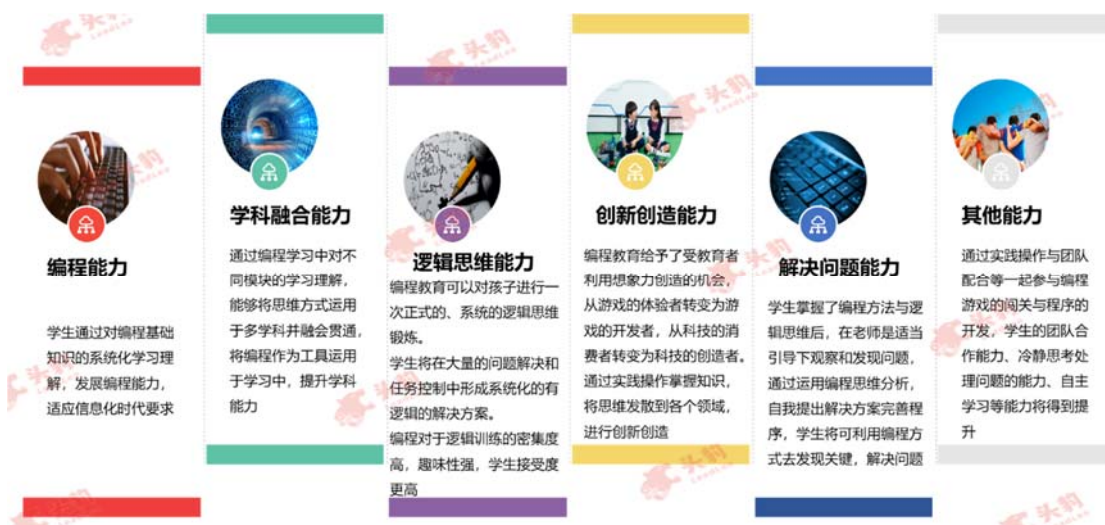 编程能力
学生通过对编程基础
知识的系统化学习理
解，发展编程能力，
适应信息化时代要求
学科融合能力
通过编程学习中对不
同模块的学习理解，
能够将思维方式运用
于多学科并融会贯通，
将编程作为工具运用
于学习中，提升学科
能力
逻辑思维能力
编程教育可以对孩子进行一
次正式的、系统的逻辑思维
锻炼。
学生将在大量的问题解决和
任务控制中形成系统化的有
逻辑的解决方案。
编程对于逻辑训练的密集度
高，趣味性强，学生接受度
更高
创新创造能力
编程教育给予了受教育者
利用想象力创造的机会，
从游戏的体验者转变为游
戏的开发者，从科技的消
费者转变为科技的创造者。
通过实践操作掌握知识，
将思维发散到各个领域，
进行创新创造
解决问题能力
学生掌握了编程方法与逻
辑思维后，在老师是适当
引导下观察和发现问题，
通过运用编程思维分析，
自我提出解决方案完善程
序，学生将可利用编程方
式去发现关键，解决问题
其他能力
通过实践操作与团队
配合等一起参与编程
游戏的闯关与程序的
开发，学生的团队合
作能力、冷静思考处
理问题的能力、自主
学习等能力将得到提
升
头豹
LeadLeo